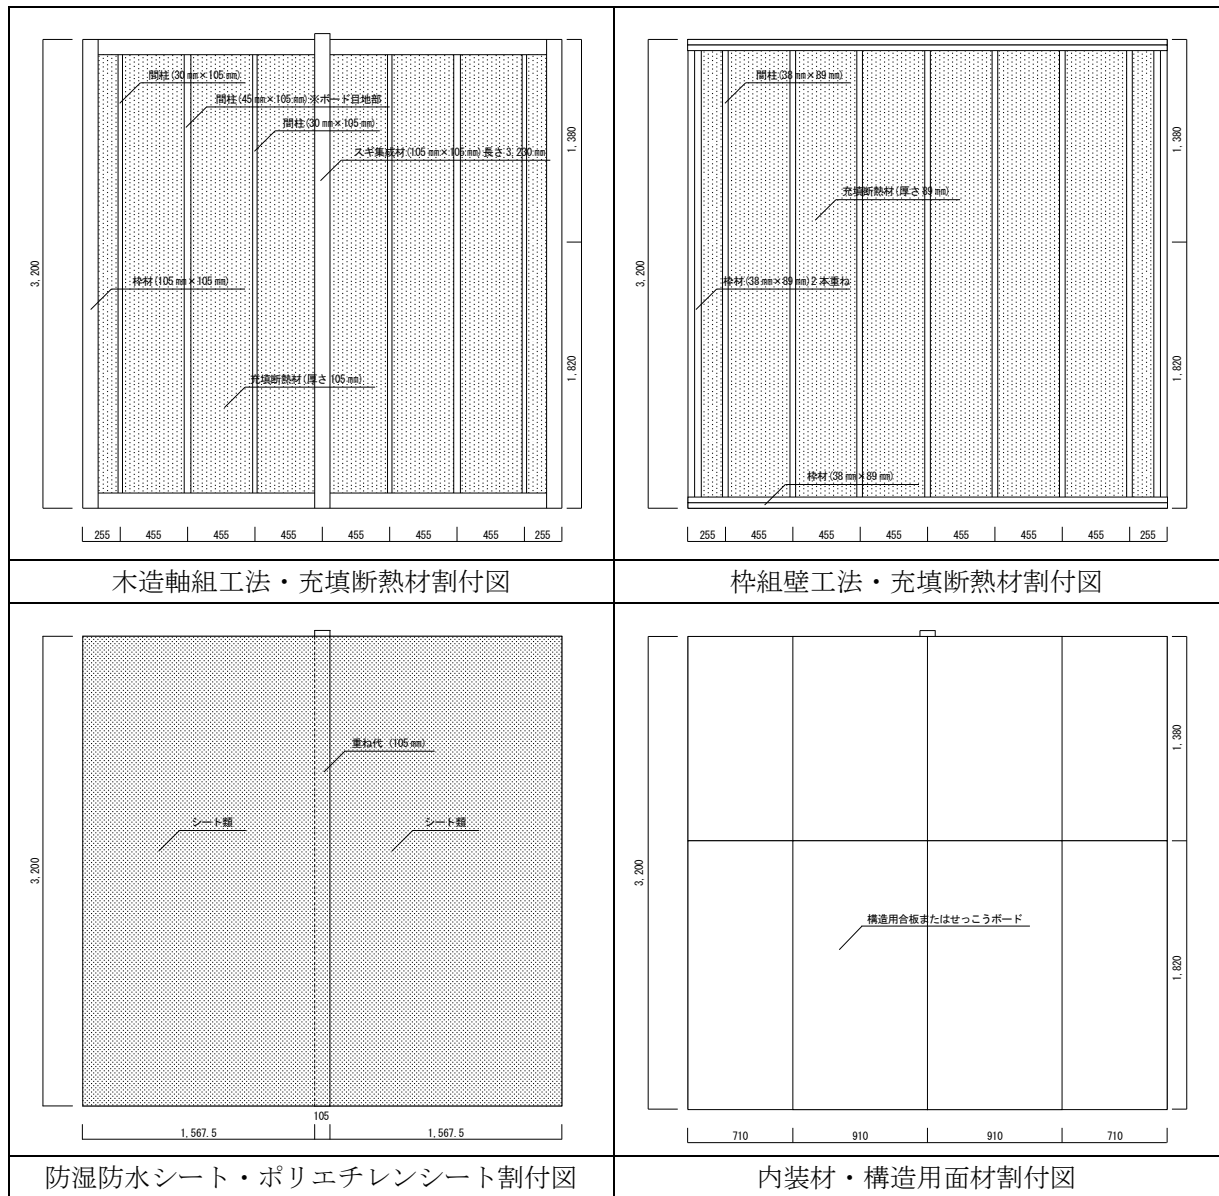 間柱(30 mm×105 mm)
間柱(45 mm×105 mm)※ボード目地部
間柱(30 mm×105 mm)
スギ集成材(105 mm×105 mm)長さ 3,230 mm
枠材(105 mm×105 mm)
充填断熱材(厚さ 105 mm)
3,200
1,380
1,820
255 455 455 455 455 455 455 255
木造軸組工法・充填断熱材割付図
間柱(38 mm×89 mm)
充填断熱材(厚さ 89 mm)
枠材(38 mm×89 mm)2 本重ね
枠材(38 mm×89 mm)
3,200
1,380
1,820
255 455 455 455 455 455 455 255
枠組壁工法・充填断熱材割付図
重ね代 (105 mm)
シート類 シート類
3,200
105
1,567.5 1,567.5
防湿防水シート・ポリエチレンシート割付図
構造用合板またはせっこうボード
3,200
1,380
1,820
710 910 910 710
内装材・構造用面材割付図